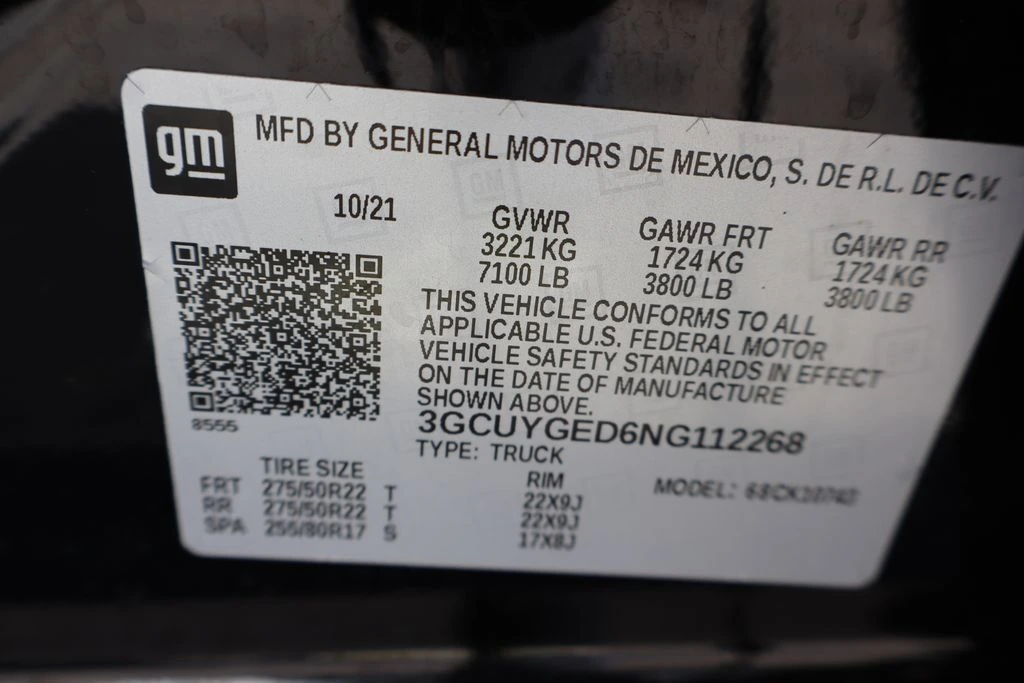 gm
MFD BY GENERAL MOTORS DE MEXICO, S. DE R.L. DE C.V.
10/21 GVWR GAWR FRT GAWR RR
3221 KG 1724 KG 1724 KG
7100 LB 3800 LB 3800 LB
THIS VEHICLE CONFORMS TO ALL
APPLICABLE U.S. FEDERAL MOTOR
VEHICLE SAFETY STANDARDS IN EFFECT
ON THE DATE OF MANUFACTURE
SHOWN ABOVE.
8555
3GCUYGED6NG112268
TYPE: TRUCK
TIRE SIZE RIM MODEL:
FRT 275/50R22 T 22X9J
RR 275/50R22 T 22X9J
SPA 255/80R17 S 17X8J